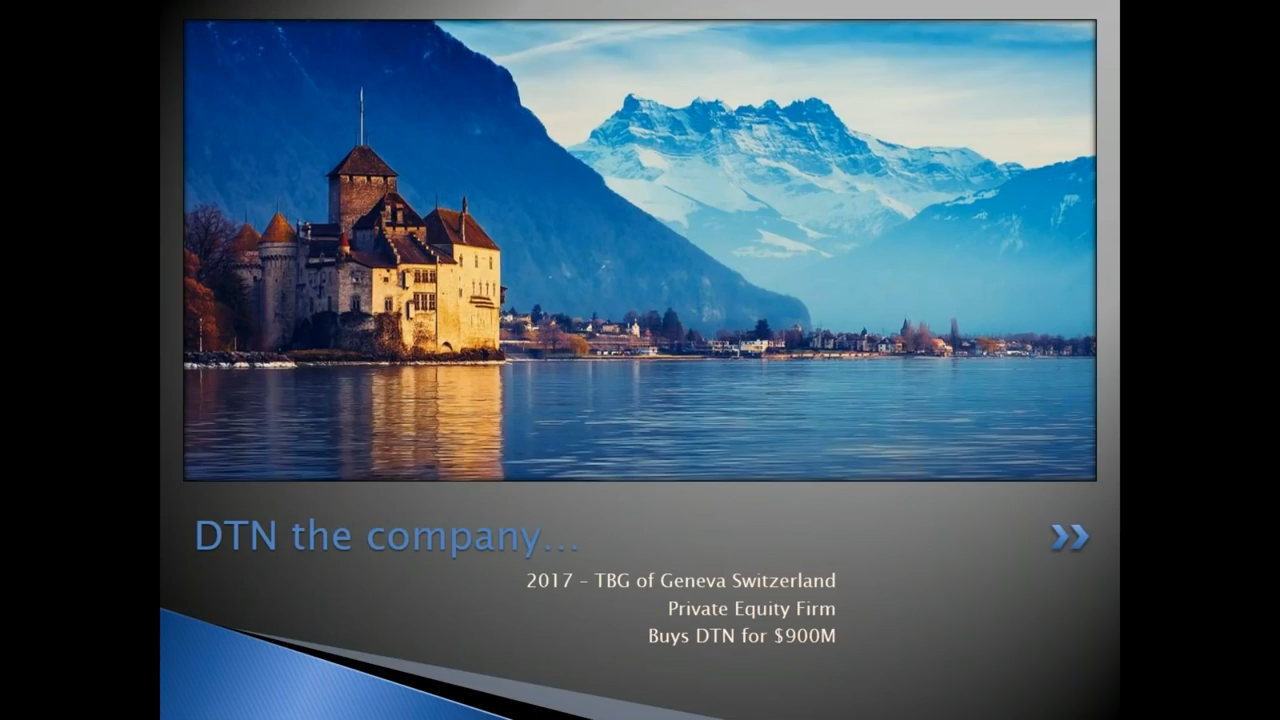 DTN the company...
2017 – TBG of Geneva Switzerland
Private Equity Firm
Buys DTN for $900M